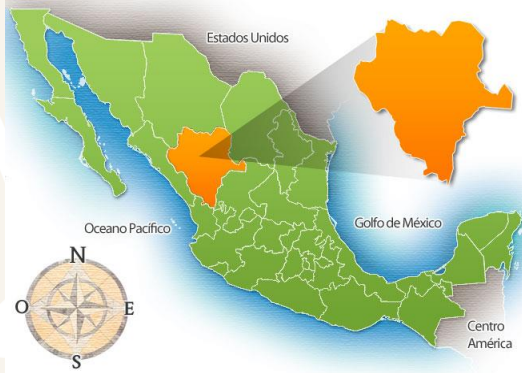 Estados Unidos
Oceano Pacífico
Golfo de México
N
O
E
S
Centro
América